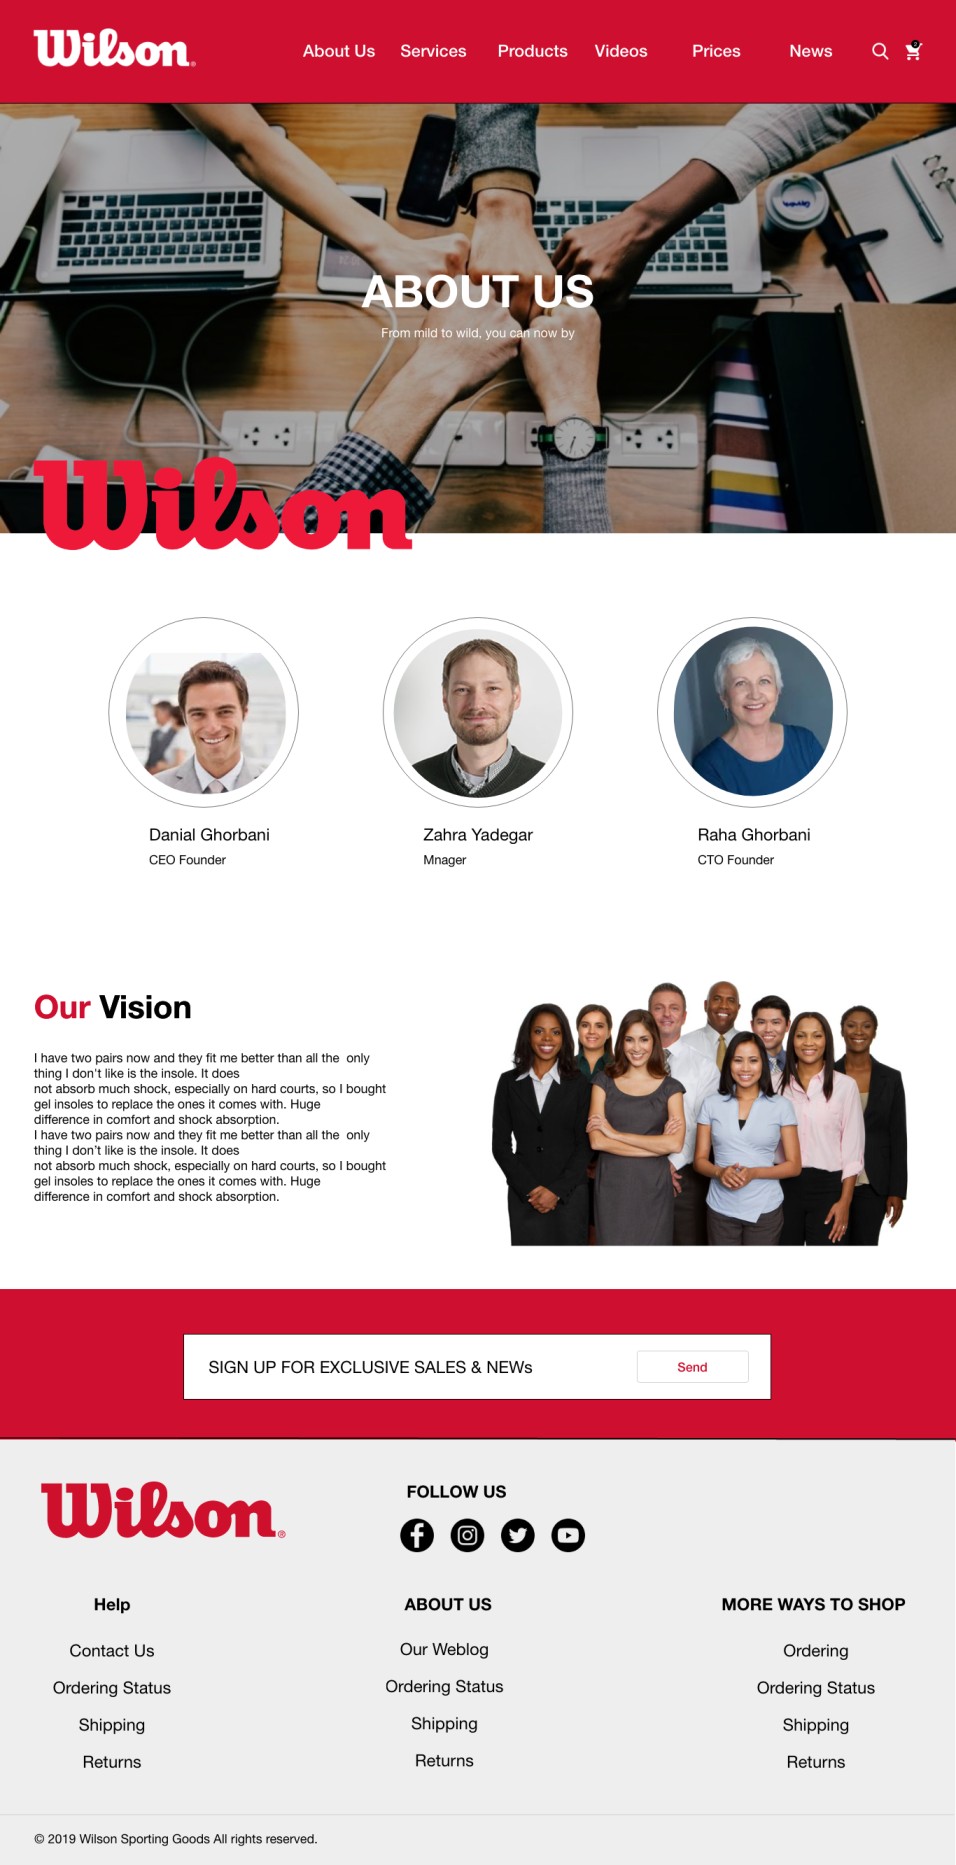 Wilson®
About Us Services Products Videos Prices News
ABOUT US
From mild to wild, you can now by
Wilson
Danial Ghorbani
CEO Founder
Zahra Yadegar
Mnager
Raha Ghorbani
CTO Founder
Our Vision
I have two pairs now and they fit me better than all the only
thing I don't like is the insole. It does
not absorb much shock, especially on hard courts, so I bought
gel insoles to replace the ones it comes with. Huge
difference in comfort and shock absorption.
I have two pairs now and they fit me better than all the only
thing I don't like is the insole. It does
not absorb much shock, especially on hard courts, so I bought
gel insoles to replace the ones it comes with. Huge
difference in comfort and shock absorption.
SIGN UP FOR EXCLUSIVE SALES & NEWs
Send
Wilson®
FOLLOW US
Help
Contact Us
Ordering Status
Shipping
Returns
ABOUT US
Our Weblog
Ordering Status
Shipping
Returns
MORE WAYS TO SHOP
Ordering
Ordering Status
Shipping
Returns
© 2019 Wilson Sporting Goods All rights reserved.